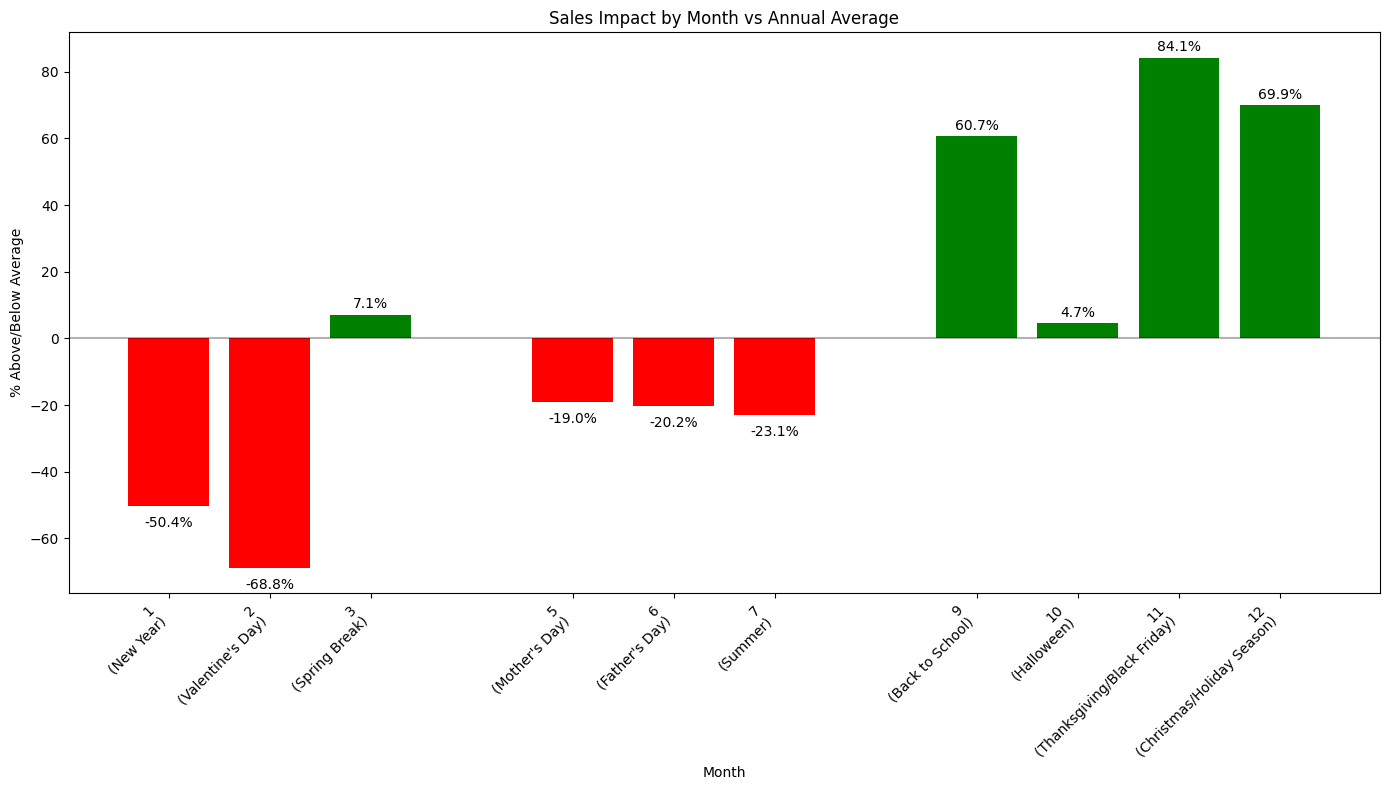 Sales Impact by Month vs Annual Average
% Above/Below Average
80
60
40
20
0
−20
−40
−60
-50.4%
-68.8%
7.1%
-19.0%
-20.2%
-23.1%
60.7%
4.7%
84.1%
69.9%
1
(New Year)
2
(Valentine's Day)
3
(Spring Break)
5
(Mother's Day)
6
(Father's Day)
7
(Summer)
9
(Back to School)
10
(Halloween)
11
(Thanksgiving/Black Friday)
12
(Christmas/Holiday Season)
Month